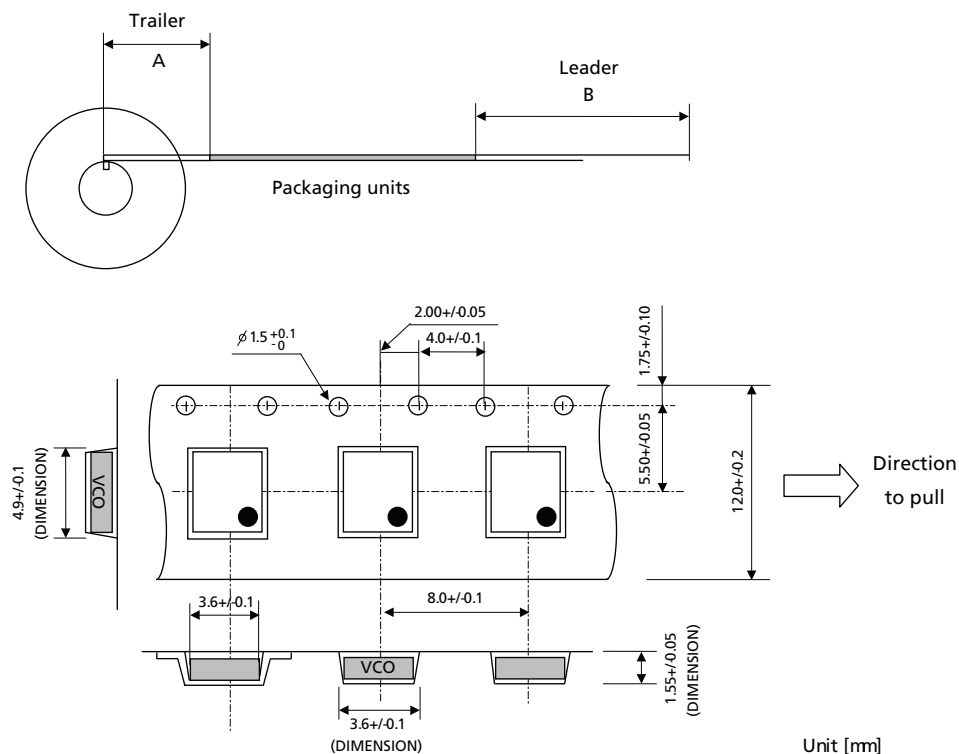 Trailer
A
Leader
B
Packaging units
2.00+/-0.05
4.0+/-0.1
⌀1.5 +0.1 -0
1.75+/-0.10
5.50+/-0.05
12.0+/-0.2
Direction
to pull
4.9+/-0.1
(DIMENSION)
VCO
3.6+/-0.1
8.0+/-0.1
VCO
1.55+/-0.05
(DIMENSION)
3.6+/-0.1
(DIMENSION)
Unit [mm]